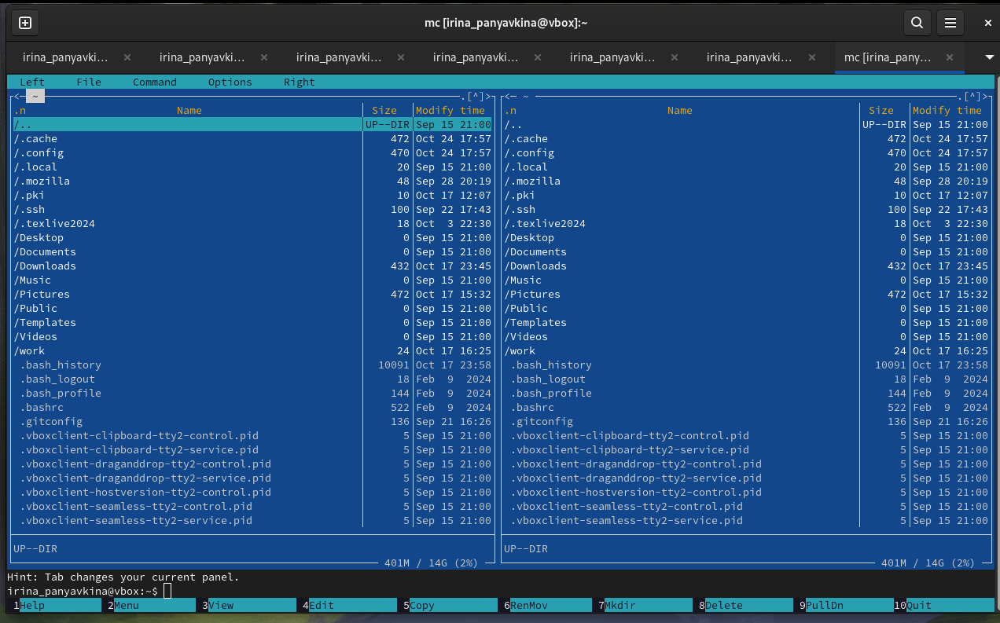 mc [irina_panyavkina@vbox]:~
irina_panyavki... irina_panyavki... irina_panyavki... irina_panyavki... irina_panyavki... irina_panyavki... mc [irina_pany...
Left File Command Options Right
<─ ~ .[^]> <─ ~ .[^]>
.n Name Size Modify time .n Name Size Modify time
/.. UP--DIR Sep 15 21:00 /.. UP--DIR Sep 15 21:00
/.cache 472 Oct 24 17:57 /.cache 472 Oct 24 17:57
/.config 470 Oct 24 17:57 /.config 470 Oct 24 17:57
/.local 20 Sep 15 21:00 /.local 20 Sep 15 21:00
/.mozilla 48 Sep 28 20:19 /.mozilla 48 Sep 28 20:19
/.pki 10 Oct 17 12:07 /.pki 10 Oct 17 12:07
/.ssh 100 Sep 22 17:43 /.ssh 100 Sep 22 17:43
/.texlive2024 18 Oct 3 22:30 /.texlive2024 18 Oct 3 22:30
/Desktop 0 Sep 15 21:00 /Desktop 0 Sep 15 21:00
/Documents 0 Sep 15 21:00 /Documents 0 Sep 15 21:00
/Downloads 432 Oct 17 23:45 /Downloads 432 Oct 17 23:45
/Music 0 Sep 15 21:00 /Music 0 Sep 15 21:00
/Pictures 472 Oct 17 15:32 /Pictures 472 Oct 17 15:32
/Public 0 Sep 15 21:00 /Public 0 Sep 15 21:00
/Templates 0 Sep 15 21:00 /Templates 0 Sep 15 21:00
/Videos 0 Sep 15 21:00 /Videos 0 Sep 15 21:00
/work 24 Oct 17 16:25 /work 24 Oct 17 16:25
.bash_history 10091 Oct 17 23:58 .bash_history 10091 Oct 17 23:58
.bash_logout 18 Feb 9 2024 .bash_logout 18 Feb 9 2024
.bash_profile 144 Feb 9 2024 .bash_profile 144 Feb 9 2024
.bashrc 522 Feb 9 2024 .bashrc 522 Feb 9 2024
.gitconfig 136 Sep 21 16:26 .gitconfig 136 Sep 21 16:26
.vboxclient-clipboard-tty2-control.pid 5 Sep 15 21:00 .vboxclient-clipboard-tty2-control.pid 5 Sep 15 21:00
.vboxclient-clipboard-tty2-service.pid 5 Sep 15 21:00 .vboxclient-clipboard-tty2-service.pid 5 Sep 15 21:00
.vboxclient-draganddrop-tty2-control.pid 5 Sep 15 21:00 .vboxclient-draganddrop-tty2-control.pid 5 Sep 15 21:00
.vboxclient-draganddrop-tty2-service.pid 5 Sep 15 21:00 .vboxclient-draganddrop-tty2-service.pid 5 Sep 15 21:00
.vboxclient-hostversion-tty2-control.pid 5 Sep 15 21:00 .vboxclient-hostversion-tty2-control.pid 5 Sep 15 21:00
.vboxclient-seamless-tty2-control.pid 5 Sep 15 21:00 .vboxclient-seamless-tty2-control.pid 5 Sep 15 21:00
.vboxclient-seamless-tty2-service.pid 5 Sep 15 21:00 .vboxclient-seamless-tty2-service.pid 5 Sep 15 21:00
UP--DIR UP--DIR
401M / 14G (2%) 401M / 14G (2%)
Hint: Tab changes your current panel.
irina_panyavkina@vbox:~$
1Help 2Menu 3View 4Edit 5Copy 6RenMov 7Mkdir 8Delete 9PullDn 10Quit